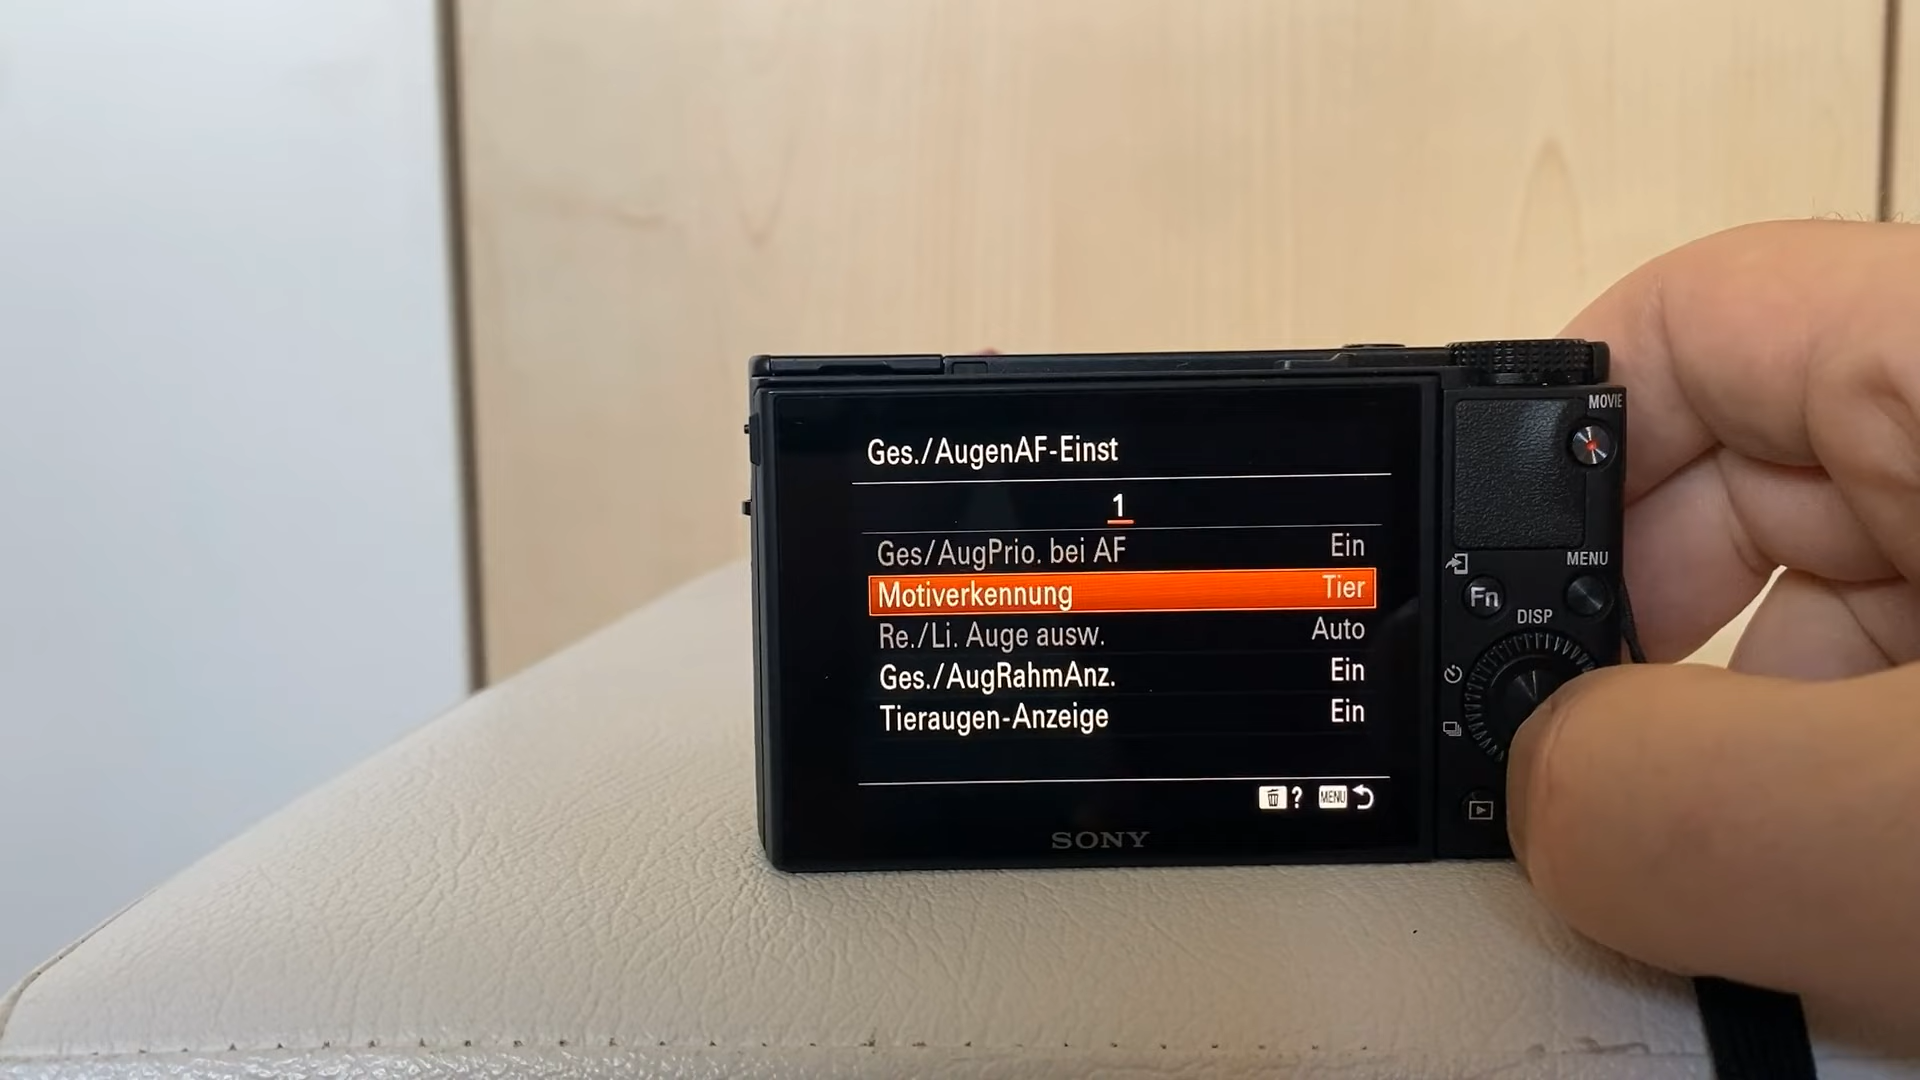 MOVIE
Ges./AugenAF-Einst
1
Ges/AugPrio. bei AF Ein
Motiverkennung Tier
Re./Li. Auge ausw. Auto
Ges./AugRahmAnz. Ein
Tieraugen-Anzeige Ein
? MENU
SONY
MENU
Fn
DISP